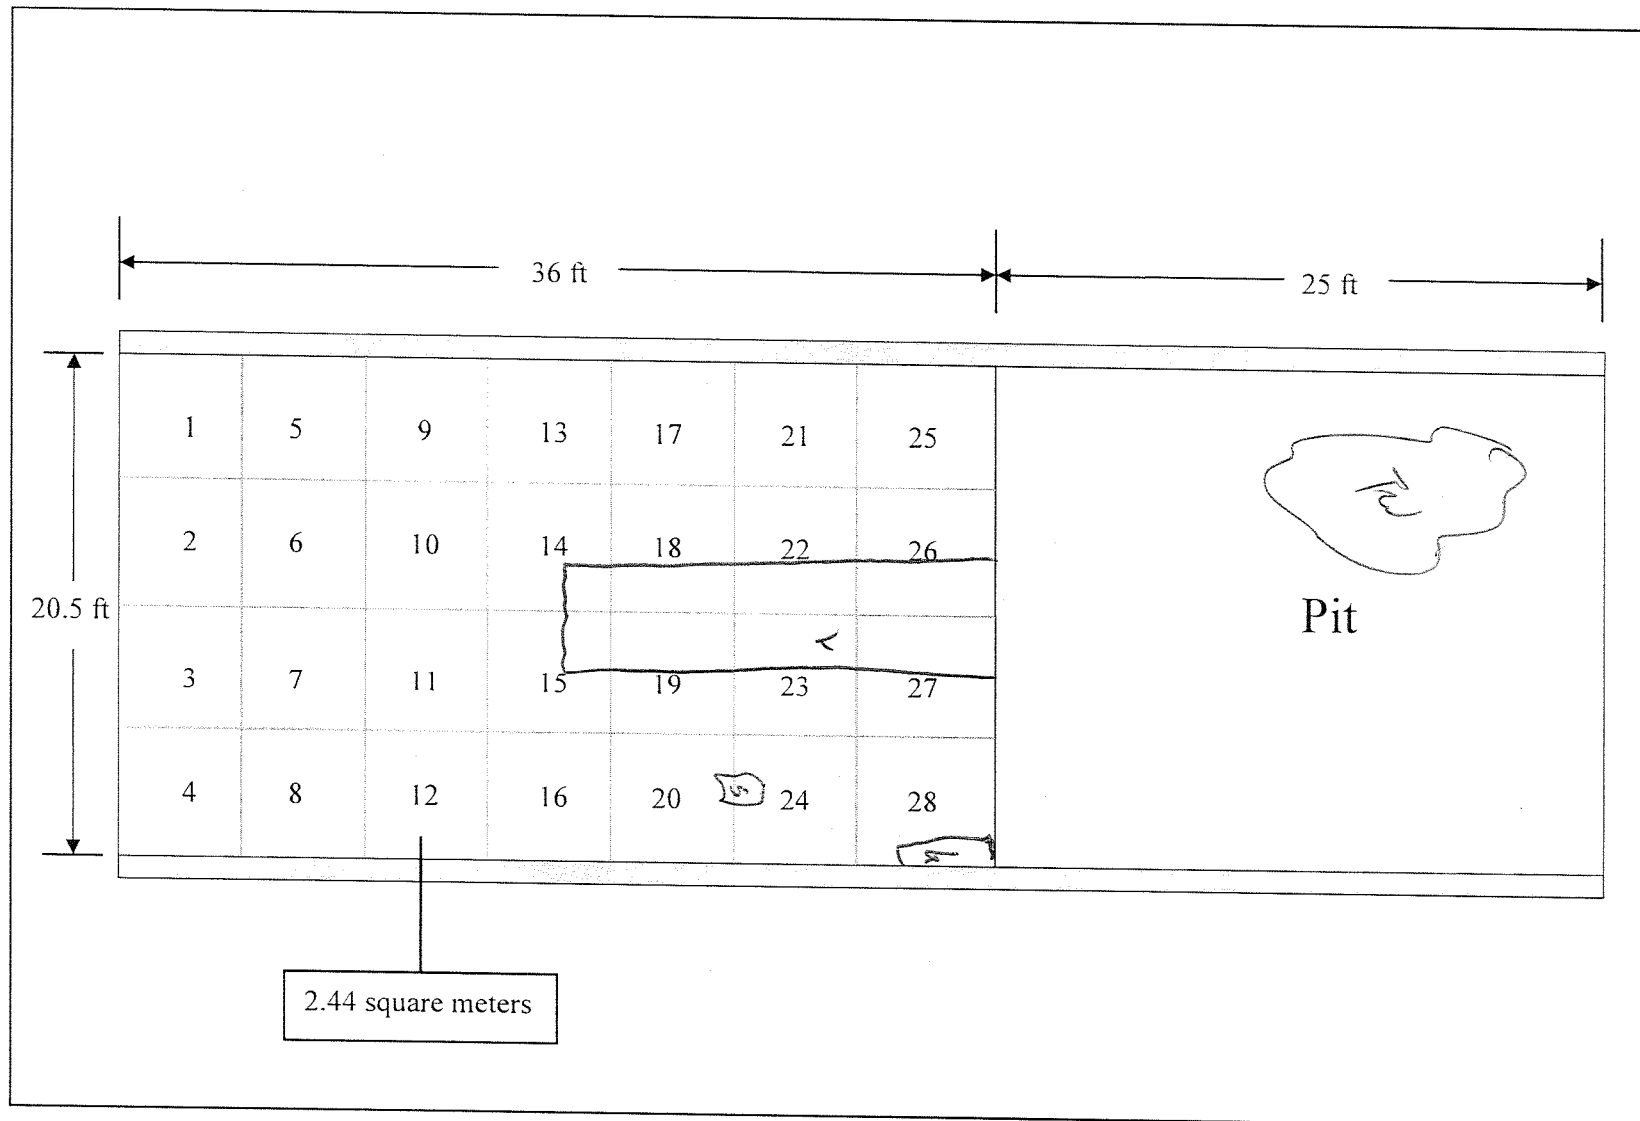 36 ft
25 ft
1 5 9 13 17 21 25
2 6 10 14 18 22 26
20.5 ft
Pit
3 7 11 15 19 23 27
4 8 12 16 20 24 28
2.44 square meters